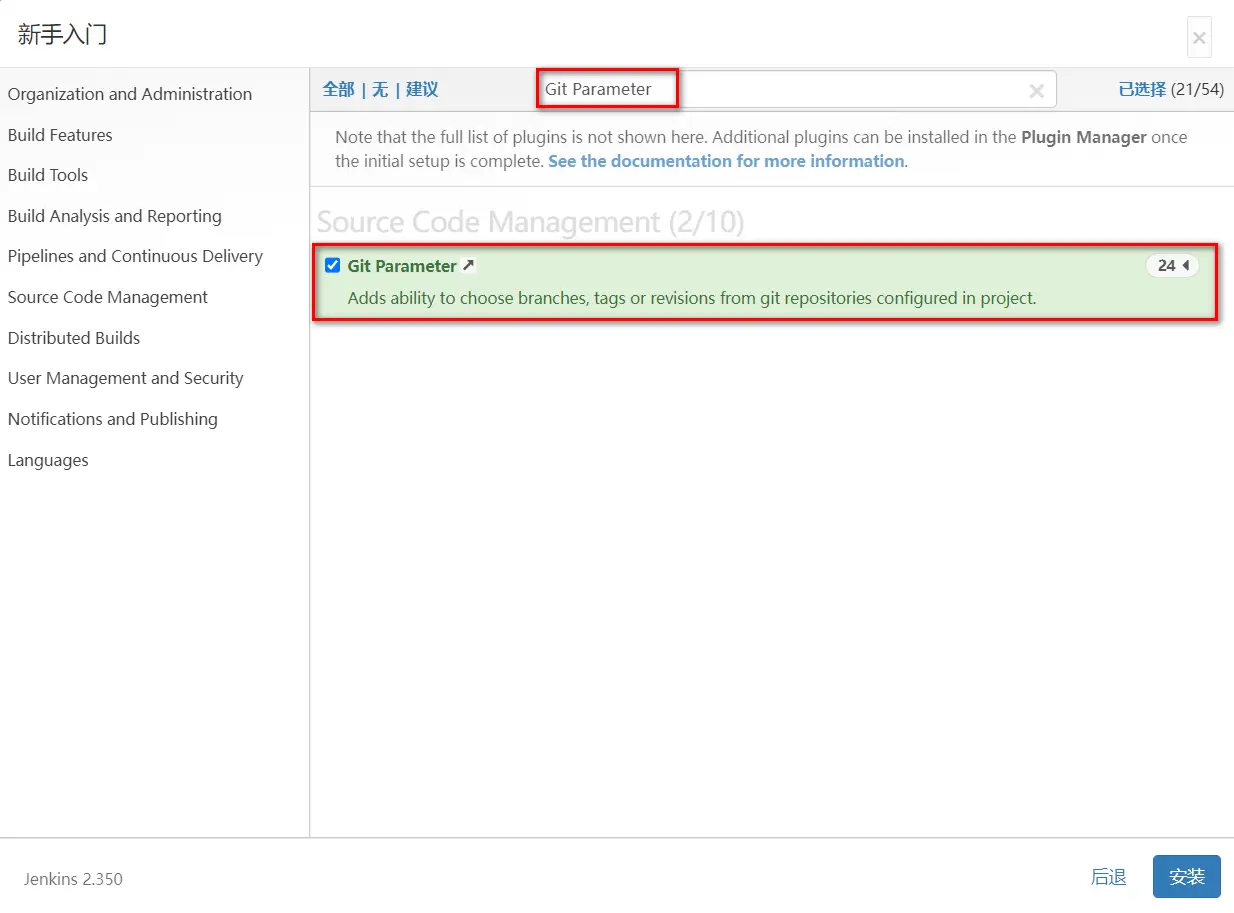 新手入门
×
Organization and Administration
Build Features
Build Tools
Build Analysis and Reporting
Pipelines and Continuous Delivery
Source Code Management
Distributed Builds
User Management and Security
Notifications and Publishing
Languages
全部 | 无 | 建议
Git Parameter
×
已选择 (21/54)
Note that the full list of plugins is not shown here. Additional plugins can be installed in the Plugin Manager once
the initial setup is complete. See the documentation for more information.
Source Code Management (2/10)
Git Parameter
24
Adds ability to choose branches, tags or revisions from git repositories configured in project.
Jenkins 2.350
后退
安装